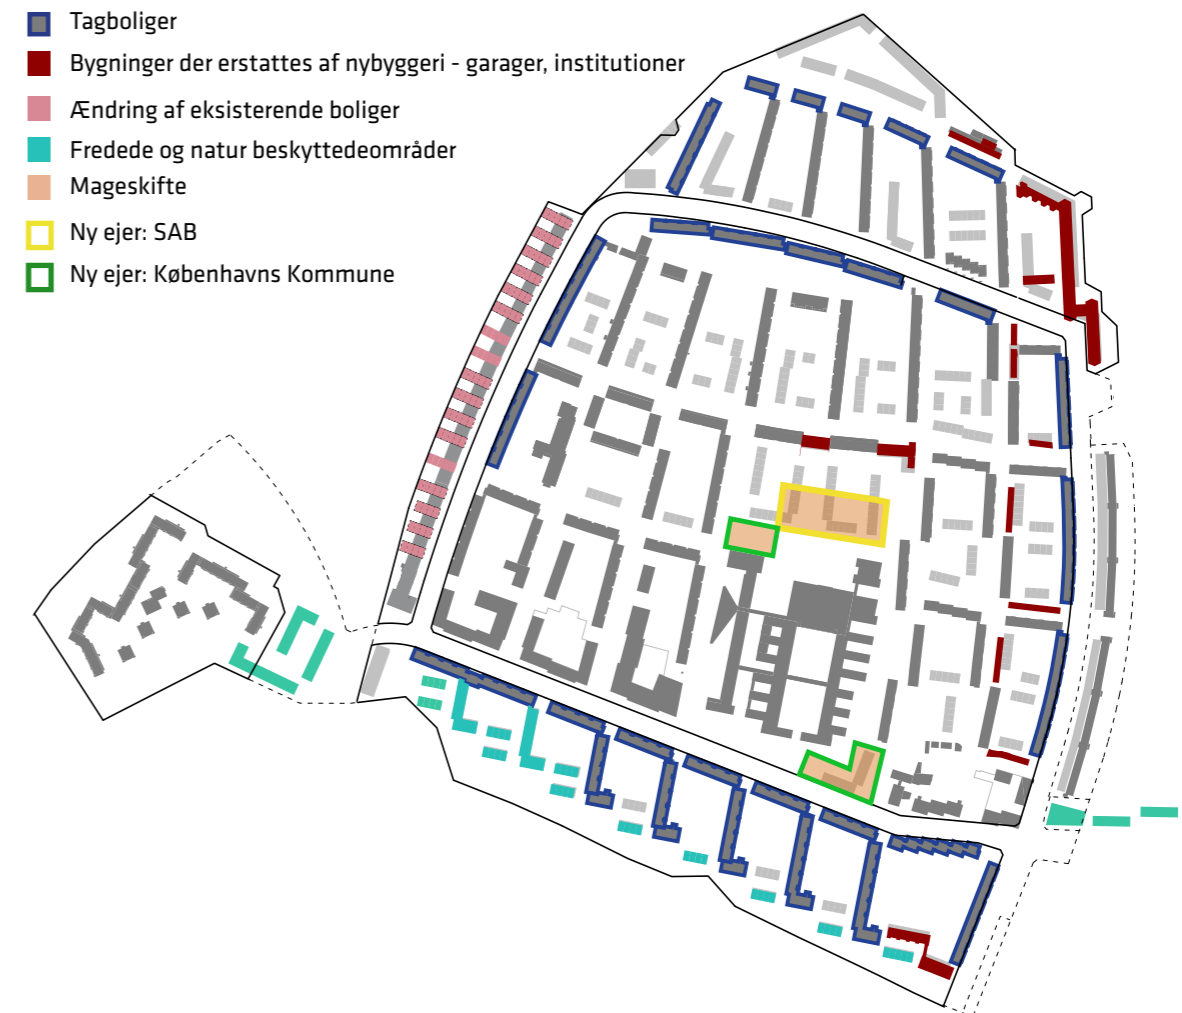 Tagboliger
Bygninger der erstattes af nybyggeri - garager, institutioner
Ændring af eksisterende boliger
Fredede og natur beskyttedeområder
Mageskifte
Ny ejer: SAB
Ny ejer: Københavns Kommune